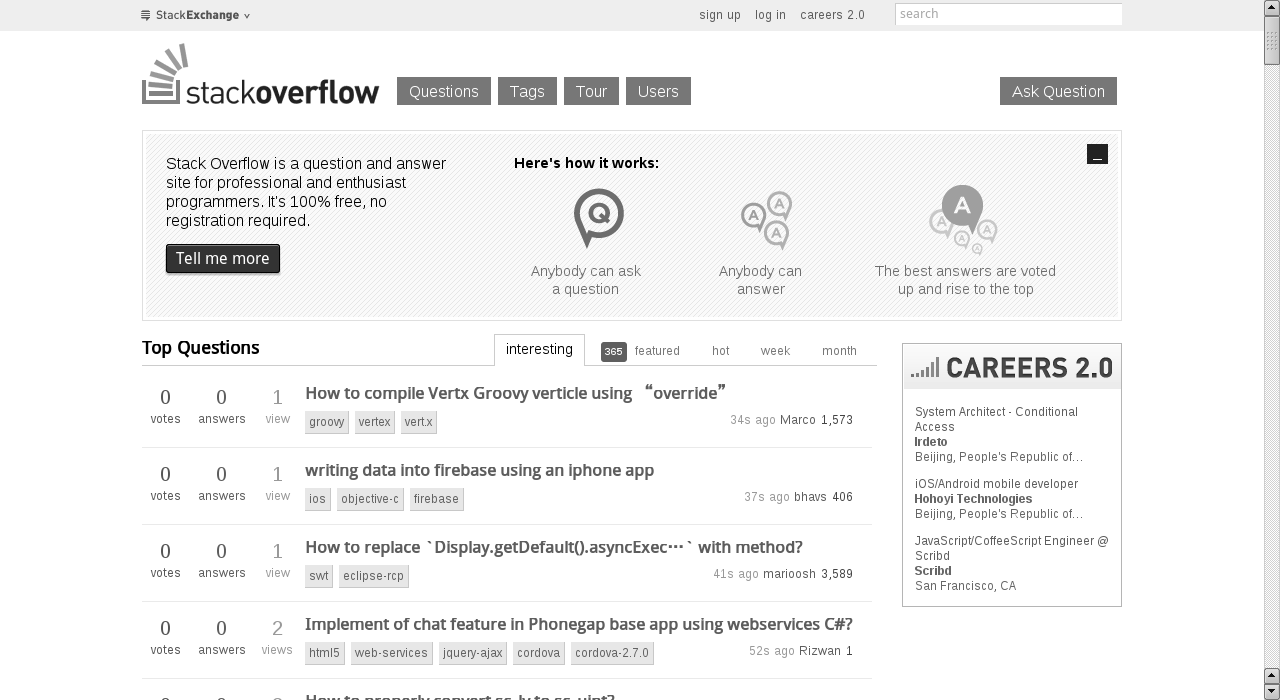 StackExchange
sign up log in careers 2.0 search
stackoverflow Questions Tags Tour Users Ask Question
Stack Overflow is a question and answer
site for professional and enthusiast
programmers. It's 100% free, no
registration required.
Tell me more
Here's how it works:
_
Q
A A A
A A A A A
Anybody can ask
a question
Anybody can
answer
The best answers are voted
up and rise to the top
Top Questions interesting 365 featured hot week month
0 0 1 How to compile Vertx Groovy verticle using “override”
votes answers view groovy vertex vert.x 34s ago Marco 1,573
0 0 1 writing data into firebase using an iphone app
votes answers view ios objective-c firebase 37s ago bhavs 406
0 0 1 How to replace `Display.getDefault().asyncExec…` with method?
votes answers view swt eclipse-rcp 41s ago marioosh 3,589
0 0 2 Implement of chat feature in Phonegap base app using webservices C#?
votes answers views html5 web-services jquery-ajax cordova cordova-2.7.0 52s ago Rizwan 1
CAREERS 2.0
System Architect - Conditional
Access
Irdeto
Beijing, People's Republic of…
iOS/Android mobile developer
Hohoyi Technologies
Beijing, People's Republic of…
JavaScript/CoffeeScript Engineer @
Scribd
Scribd
San Francisco, CA